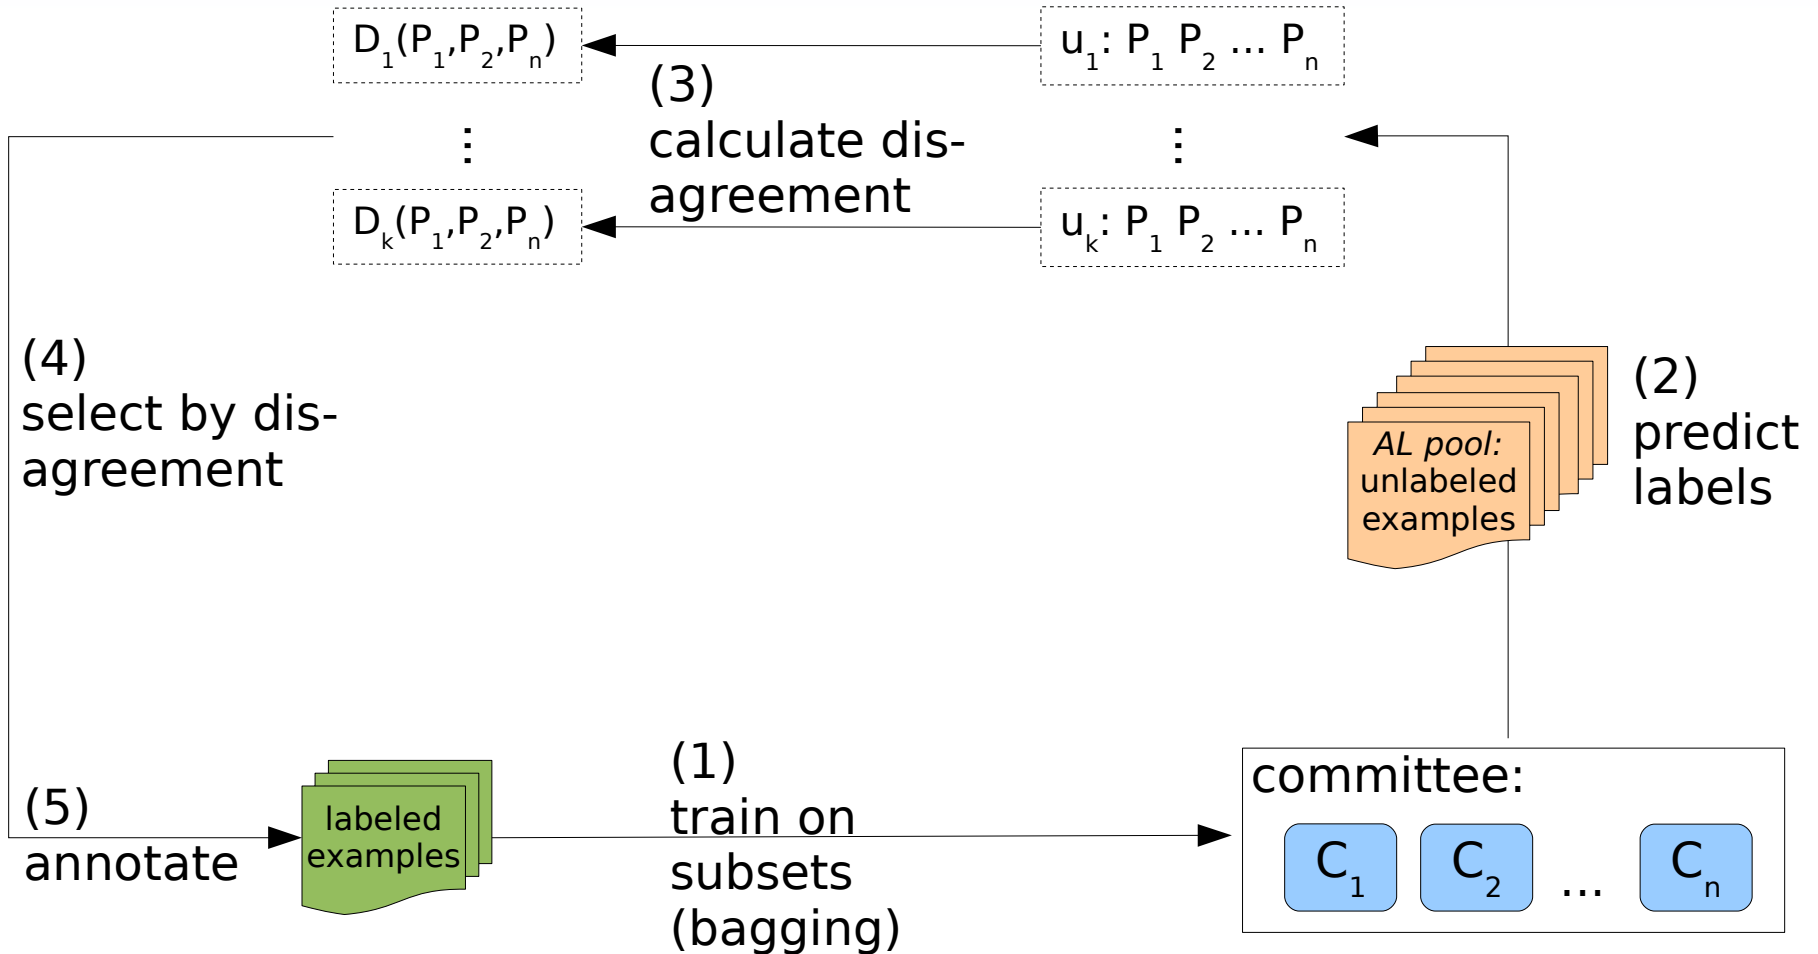 D₁(P₁,P₂,Pₙ)
u₁: P₁ P₂ ... Pₙ
(3)
calculate dis-
agreement
⋮
⋮
Dₖ(P₁,P₂,Pₙ)
uₖ: P₁ P₂ ... Pₙ
(4)
select by dis-
agreement
AL pool:
unlabeled
examples
(2)
predict
labels
(5)
annotate
labeled
examples
(1)
train on
subsets
(bagging)
committee:
C₁ C₂ ... Cₙ